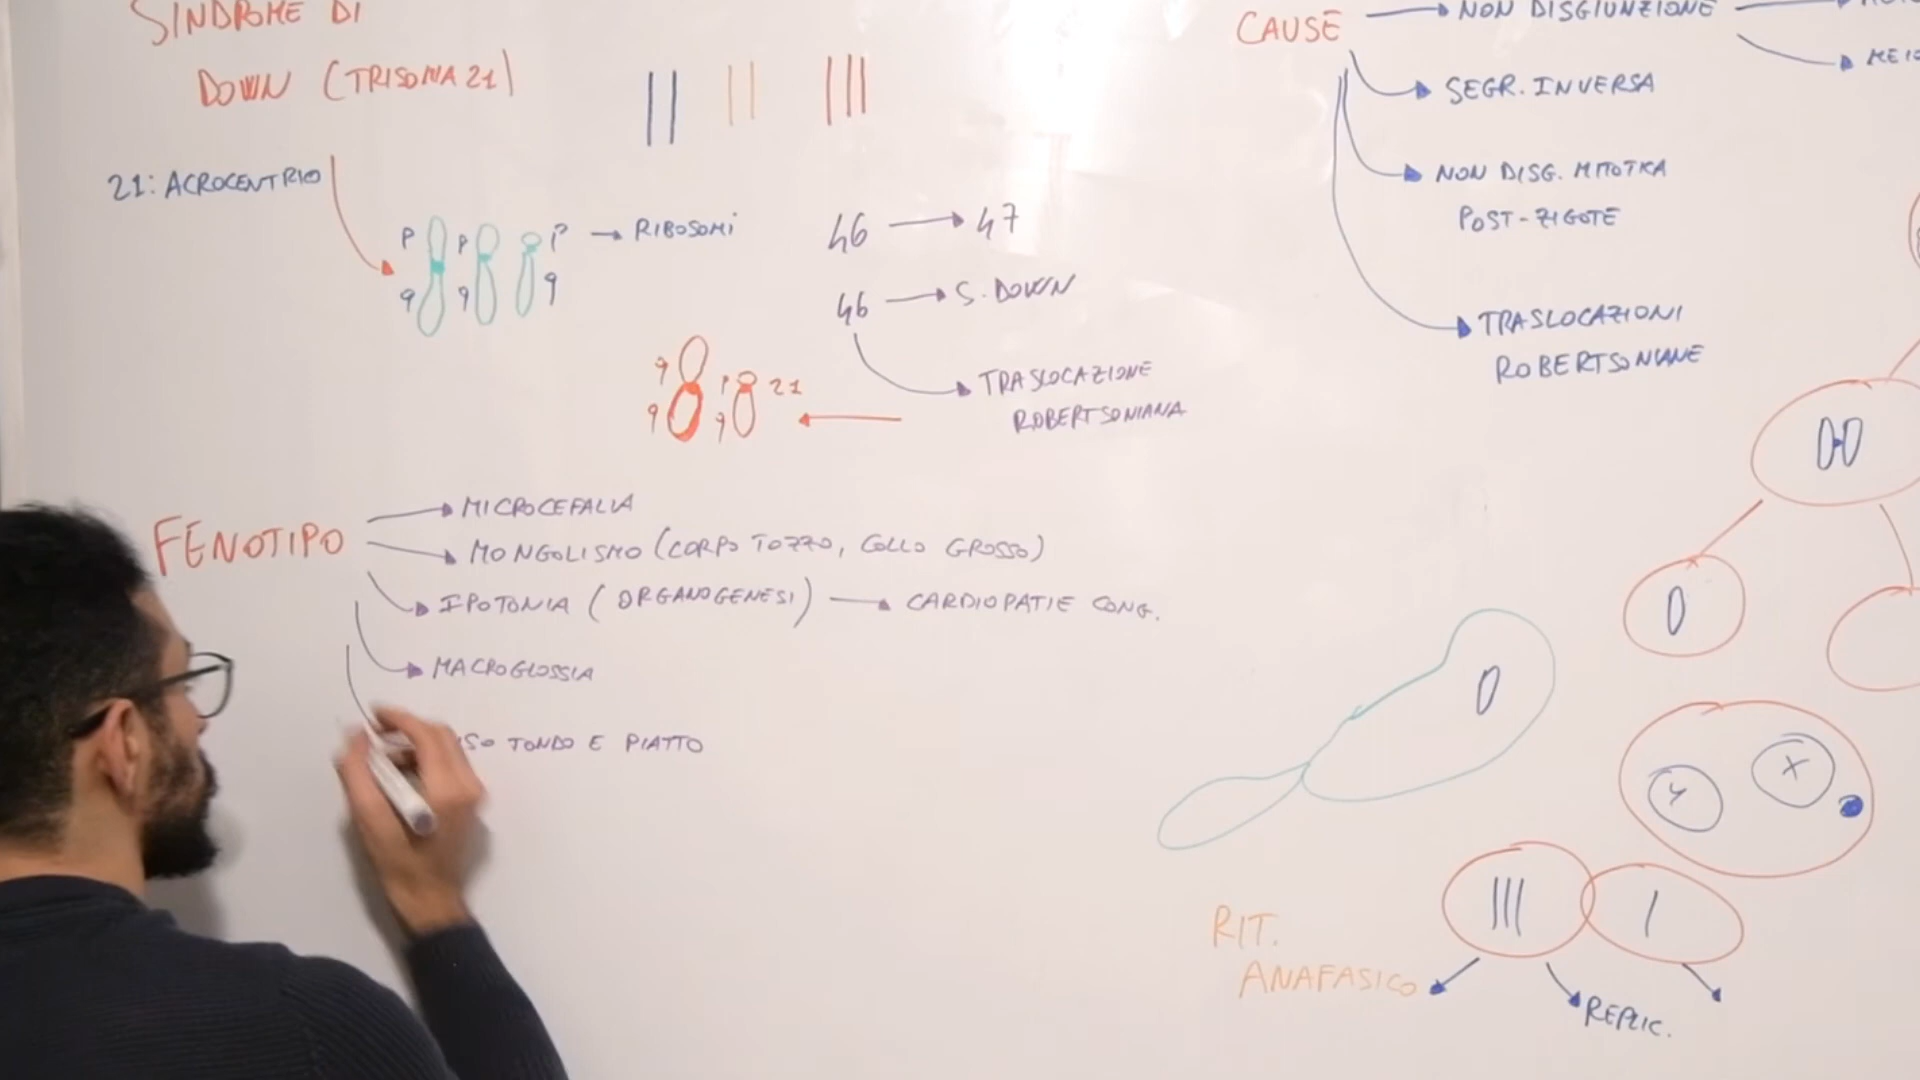 SINDROME DI
DOWN (TRISOMIA 21)
21: ACROCENTRICO
P P P → RIBOSOMI
q q q
46 → 47
46 → S. DOWN
TRASLOCAZIONE
ROBERTSONIANA
q P 21
q q
FENOTIPO
MICROCEFALIA
MONGOLISMO (CORPO TOZZO, COLLO GROSSO)
IPOTONIA (ORGANOGENESI) → CARDIOPATIE CONG.
MACROGLOSSIA
TONDO E PIATTO
CAUSE → NON DISGIUNZIONE
SEGR. INVERSA
NON DISG. MITOTICA
POST-ZIGOTE
TRASLOCAZIONI
ROBERTSONIANE
Y X
RIT.
ANAFASICO
REPLIC.